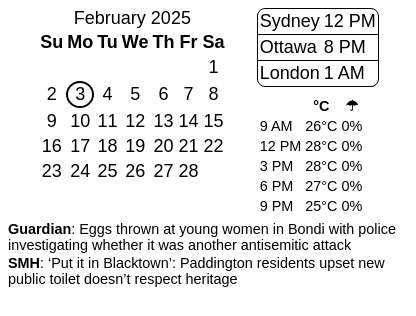 February 2025
Su Mo Tu We Th Fr Sa
1
2 3 4 5 6 7 8
9 10 11 12 13 14 15
16 17 18 19 20 21 22
23 24 25 26 27 28
Sydney 12 PM
Ottawa 8 PM
London 1 AM
°C ☂
9 AM 26°C 0%
12 PM 28°C 0%
3 PM 28°C 0%
6 PM 27°C 0%
9 PM 25°C 0%
Guardian: Eggs thrown at young women in Bondi with police
investigating whether it was another antisemitic attack
SMH: ‘Put it in Blacktown’: Paddington residents upset new
public toilet doesn’t respect heritage